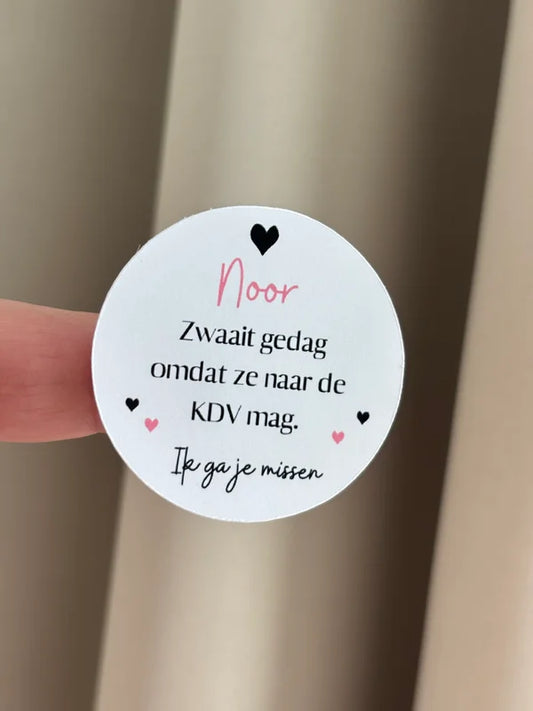 Noor
Zwaait gedag
omdat ze naar de
KDV mag.
Ik ga je missen